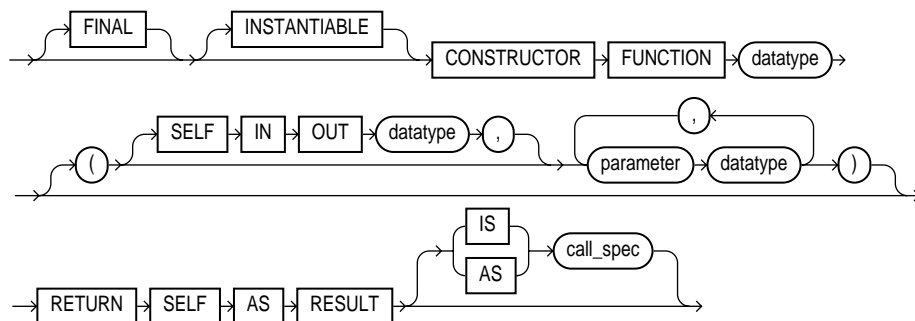 FINAL INSTANTIABLE
CONSTRUCTOR FUNCTION datatype
,
SELF IN OUT datatype ,
( parameter datatype )
IS
call_spec
AS
RETURN SELF AS RESULT